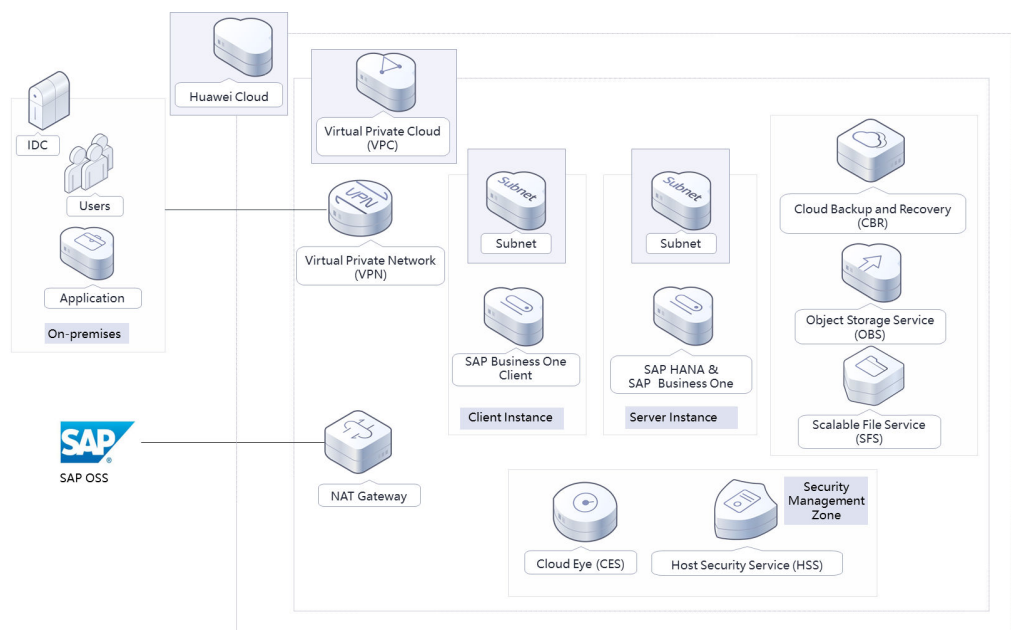 Huawei Cloud
IDC
Users
Application
On-premises
SAP
®
SAP OSS
Virtual Private Cloud
(VPC)
VPN
Virtual Private Network
(VPN)
NAT Gateway
Subnet
Subnet
SAP Business One
Client
Client Instance
Subnet
Subnet
SAP HANA &
SAP Business One
Server Instance
Cloud Backup and Recovery
(CBR)
Object Storage Service
(OBS)
Scalable File Service
(SFS)
Security
Management
Zone
Cloud Eye (CES)
Host Security Service (HSS)